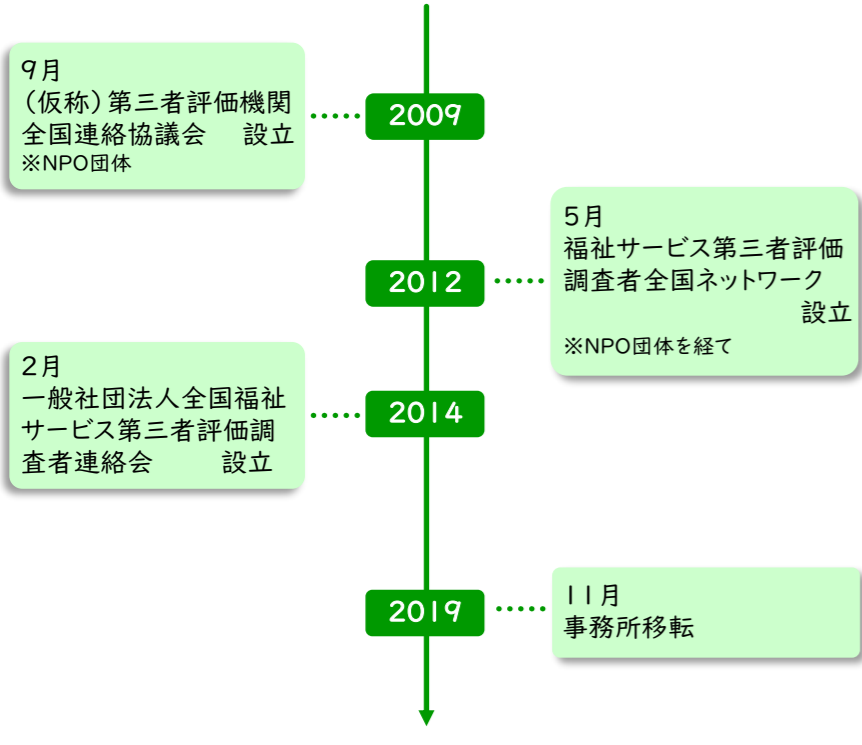 2009
9月
(仮称)第三者評価機関
全国連絡協議会 設立
※NPO団体
2012
5月
福祉サービス第三者評価
調査者全国ネットワーク
設立
※NPO団体を経て
2014
2月
一般社団法人全国福祉
サービス第三者評価調
査者連絡会 設立
2019
11月
事務所移転